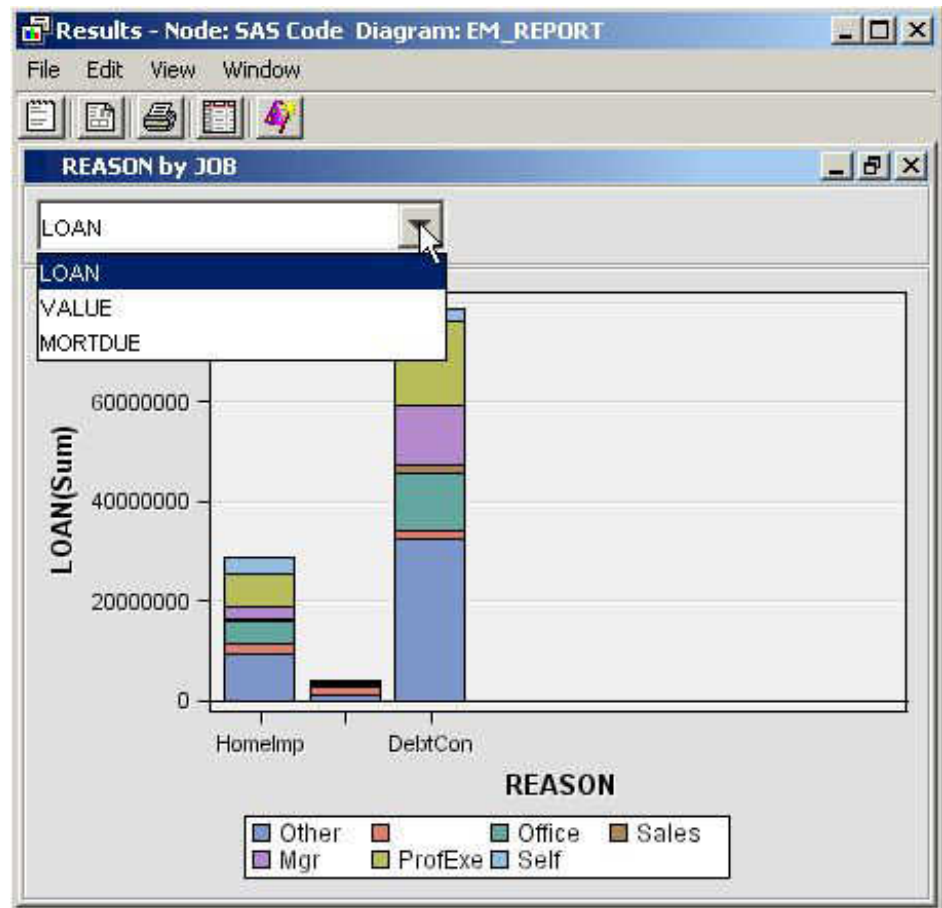 Results - Node: SAS Code Diagram: EM_REPORT
File Edit View Window
REASON by JOB
LOAN
LOAN
VALUE
MORTDUE
60000000
40000000
20000000
0
LOAN(Sum)
HomeImp DebtCon
REASON
Other Office Sales
Mgr ProfExe Self